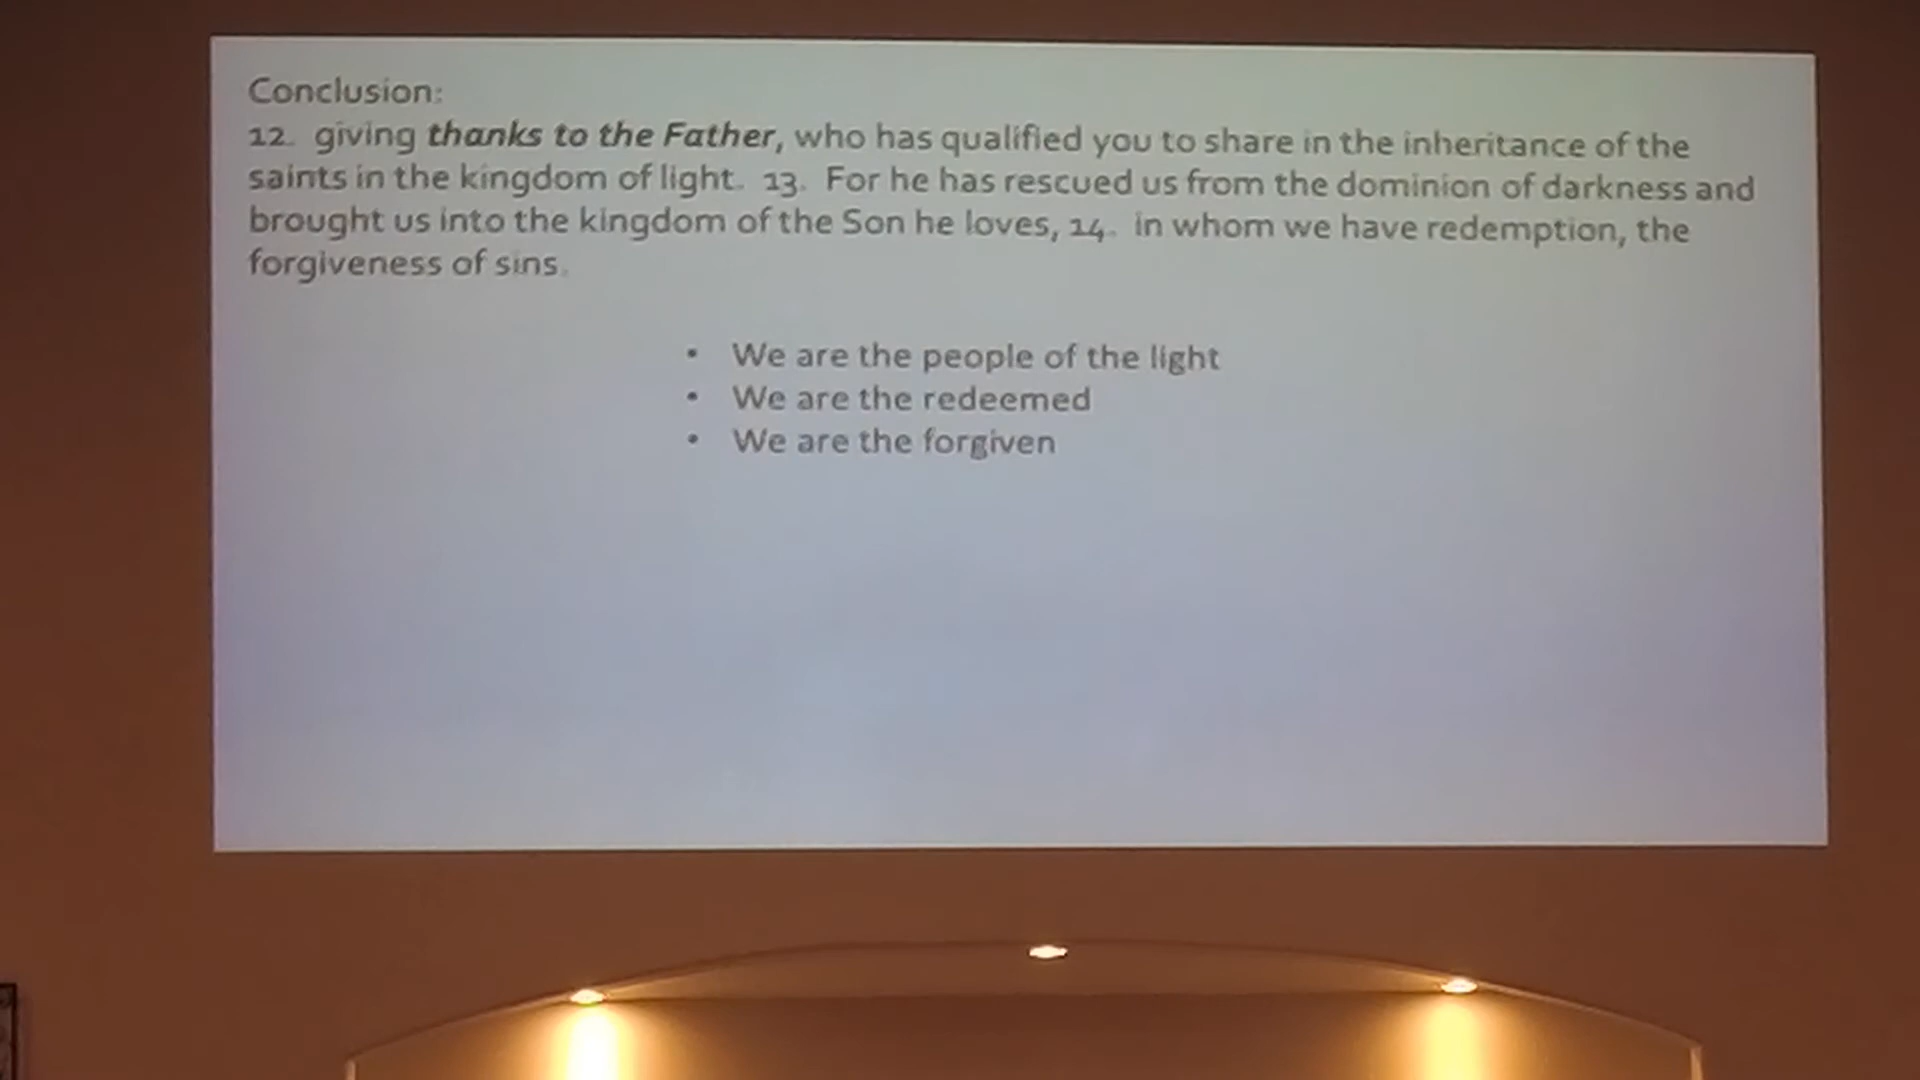 Conclusion:
12. giving thanks to the Father, who has qualified you to share in the inheritance of the
saints in the kingdom of light. 13. For he has rescued us from the dominion of darkness and
brought us into the kingdom of the Son he loves, 14. in whom we have redemption, the
forgiveness of sins.
• We are the people of the light
• We are the redeemed
• We are the forgiven